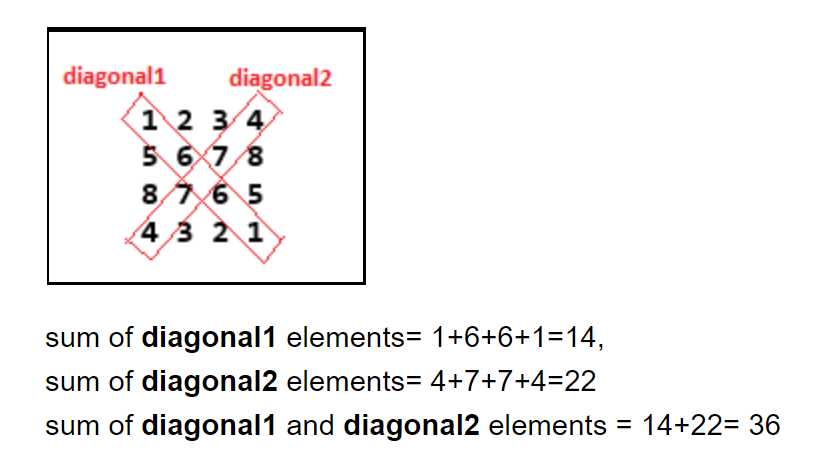 diagonal1 diagonal2
1 2 3 4
5 6 7 8
8 7 6 5
4 3 2 1
sum of diagonal1 elements= 1+6+6+1=14,
sum of diagonal2 elements= 4+7+7+4=22
sum of diagonal1 and diagonal2 elements = 14+22= 36